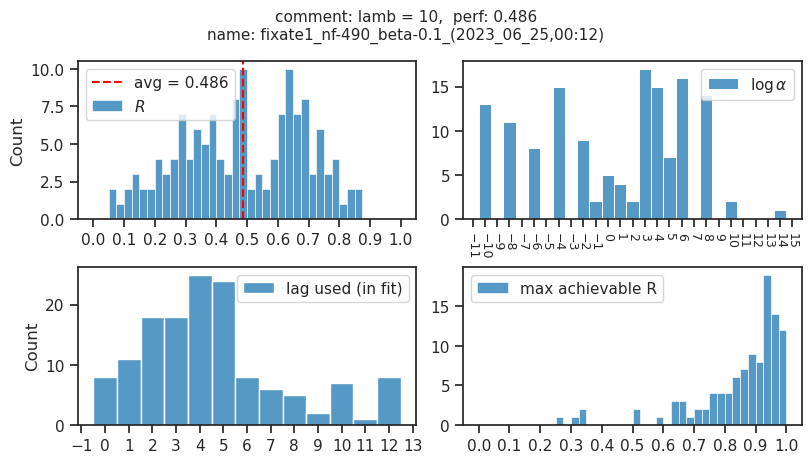 comment: lamb = 10,  perf: 0.486
name: fixate1_nf-490_beta-0.1_(2023_06_25,00:12)
10.0
7.5
5.0
2.5
0.0
Count
avg = 0.486
R
0.0 0.1 0.2 0.3 0.4 0.5 0.6 0.7 0.8 0.9 1.0
15
10
5
0
log α
−11 −10 −9 −8 −7 −6 −5 −4 −3 −2 −1 0 1 2 3 4 5 6 7 8 9 10 11 12 13 14 15
20
10
0
Count
lag used (in fit)
−1 0 1 2 3 4 5 6 7 8 9 10 11 12 13
15
10
5
0
max achievable R
0.0 0.1 0.2 0.3 0.4 0.5 0.6 0.7 0.8 0.9 1.0